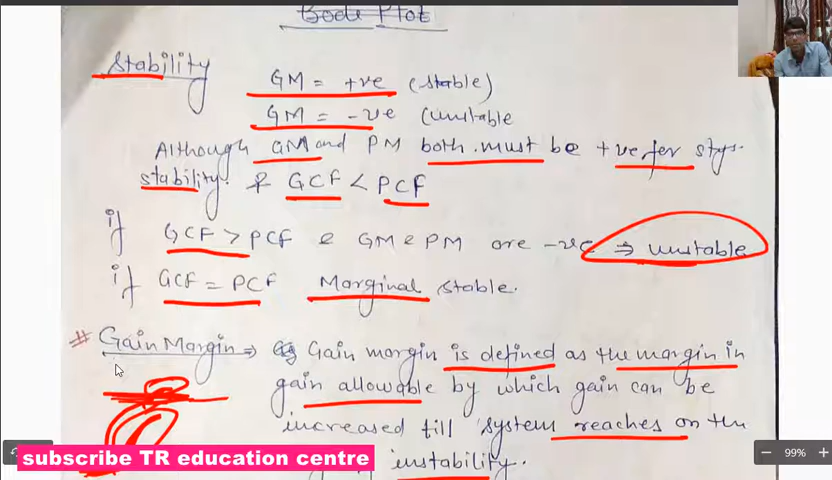 Bode Plot
Stability
GM = +ve (stable)
GM = -ve (unstable
Although GM and PM both must be +ve for
stability. & GCF < PCF
if GCF > PCF e GM e PM are -ve ⇒ unstable
if GCF = PCF Marginal stable.
# Gain Margin ⇒ Gain margin is defined as the margin in
gain allowable by which gain can be
increased till system reaches on the
instability.
subscribe TR education centre
99%